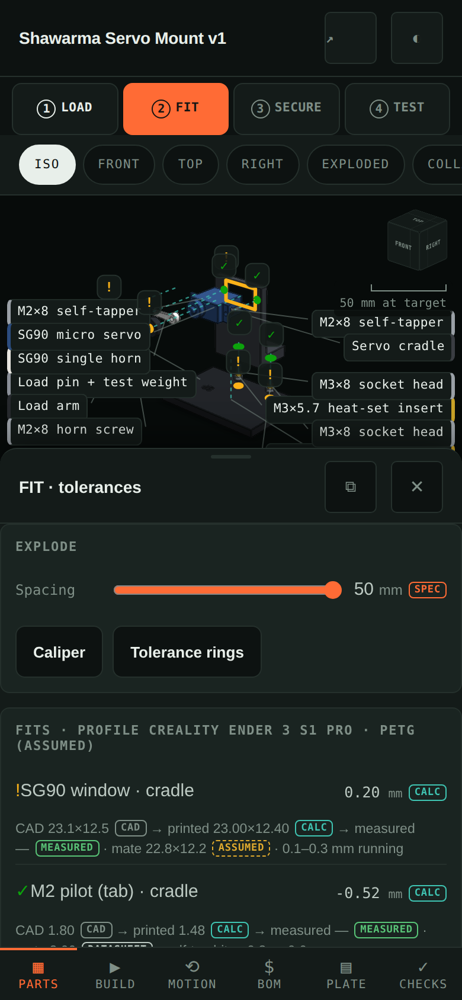 Shawarma Servo Mount v1
1 LOAD
2 FIT
3 SECURE
4 TEST
ISO
FRONT
TOP
RIGHT
EXPLODED
COLL
TOP
FRONT
RIGHT
50 mm at target
M2×8 self-tapper
SG90 micro servo
SG90 single horn
Load pin + test weight
Load arm
M2×8 horn screw
M2×8 self-tapper
Servo cradle
M3×8 socket head
M3×5.7 heat-set insert
M3×8 socket head
FIT · tolerances
EXPLODE
Spacing 50 mm SPEC
Caliper
Tolerance rings
FITS · PROFILE CREALITY ENDER 3 S1 PRO · PETG
(ASSUMED)
!SG90 window · cradle 0.20 mm CALC
CAD 23.1×12.5 CAD → printed 23.00×12.40 CALC → measured
— MEASURED · mate 22.8×12.2 ASSUMED · 0.1–0.3 mm running
✓M2 pilot (tab) · cradle -0.52 mm CALC
CAD 1.80 CAD → printed 1.48 CALC → measured — MEASURED ·
PARTS
BUILD
MOTION
$
BOM
PLATE
CHECKS